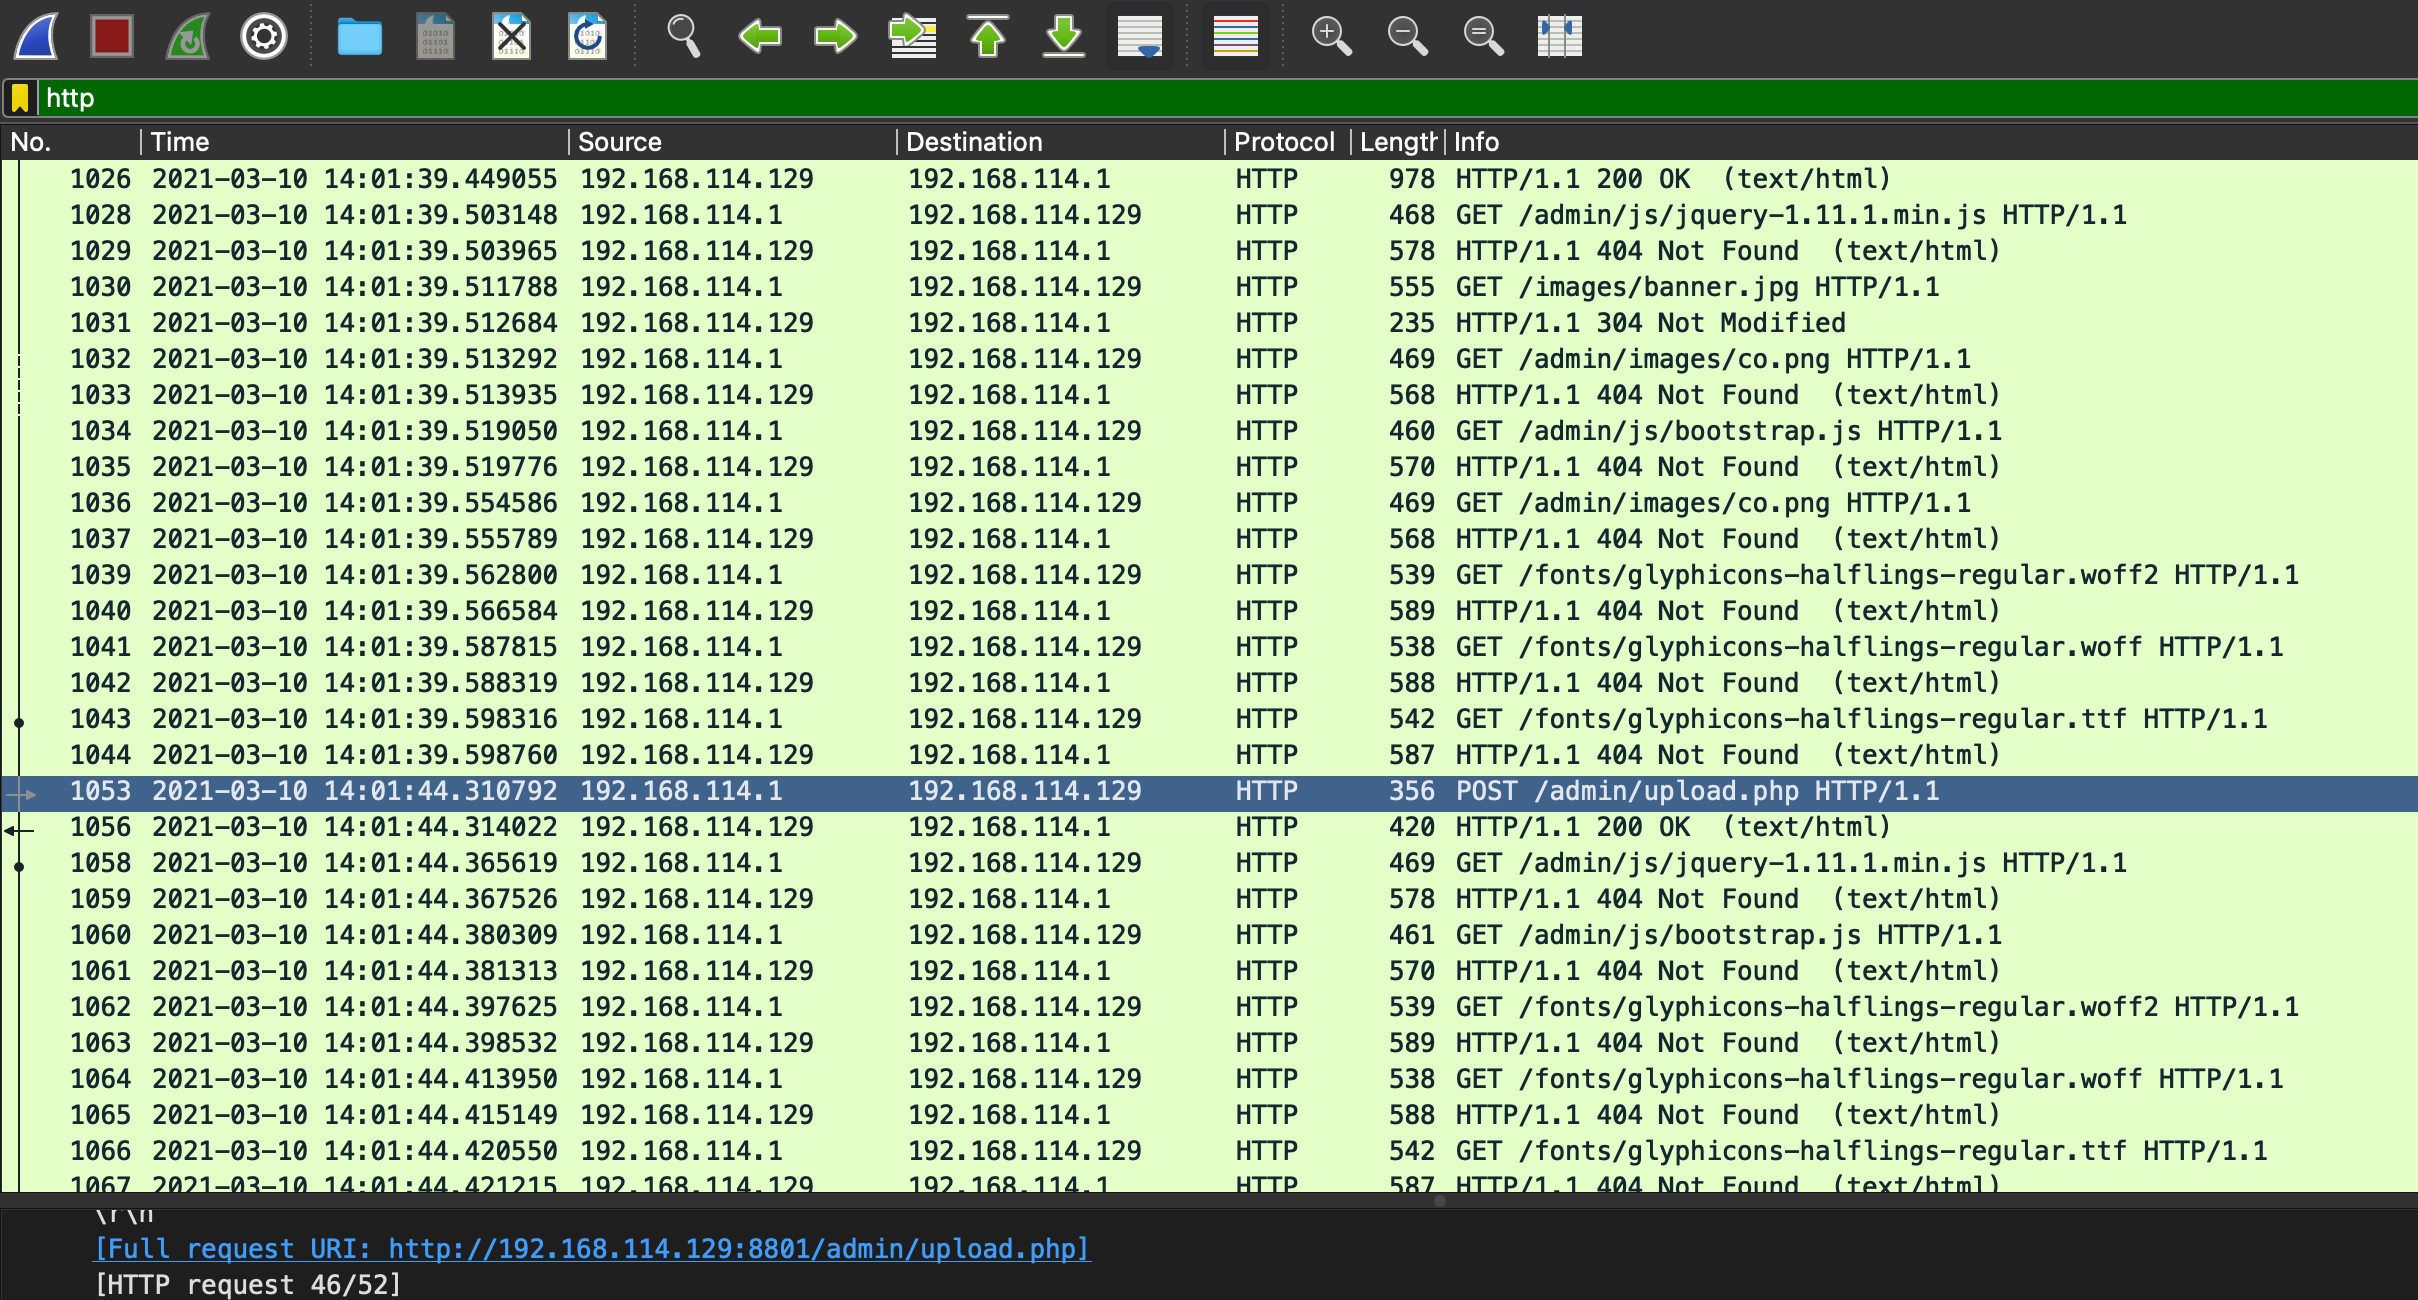 http
No. Time Source Destination Protocol Length Info
1026 2021-03-10 14:01:39.449055 192.168.114.129 192.168.114.1 HTTP 978 HTTP/1.1 200 OK (text/html)
1028 2021-03-10 14:01:39.503148 192.168.114.1 192.168.114.129 HTTP 468 GET /admin/js/jquery-1.11.1.min.js HTTP/1.1
1029 2021-03-10 14:01:39.503965 192.168.114.129 192.168.114.1 HTTP 578 HTTP/1.1 404 Not Found (text/html)
1030 2021-03-10 14:01:39.511788 192.168.114.1 192.168.114.129 HTTP 555 GET /images/banner.jpg HTTP/1.1
1031 2021-03-10 14:01:39.512684 192.168.114.129 192.168.114.1 HTTP 235 HTTP/1.1 304 Not Modified
1032 2021-03-10 14:01:39.513292 192.168.114.1 192.168.114.129 HTTP 469 GET /admin/images/co.png HTTP/1.1
1033 2021-03-10 14:01:39.513935 192.168.114.129 192.168.114.1 HTTP 568 HTTP/1.1 404 Not Found (text/html)
1034 2021-03-10 14:01:39.519050 192.168.114.1 192.168.114.129 HTTP 460 GET /admin/js/bootstrap.js HTTP/1.1
1035 2021-03-10 14:01:39.519776 192.168.114.129 192.168.114.1 HTTP 570 HTTP/1.1 404 Not Found (text/html)
1036 2021-03-10 14:01:39.554586 192.168.114.1 192.168.114.129 HTTP 469 GET /admin/images/co.png HTTP/1.1
1037 2021-03-10 14:01:39.555789 192.168.114.129 192.168.114.1 HTTP 568 HTTP/1.1 404 Not Found (text/html)
1039 2021-03-10 14:01:39.562800 192.168.114.1 192.168.114.129 HTTP 539 GET /fonts/glyphicons-halflings-regular.woff2 HTTP/1.1
1040 2021-03-10 14:01:39.566584 192.168.114.129 192.168.114.1 HTTP 589 HTTP/1.1 404 Not Found (text/html)
1041 2021-03-10 14:01:39.587815 192.168.114.1 192.168.114.129 HTTP 538 GET /fonts/glyphicons-halflings-regular.woff HTTP/1.1
1042 2021-03-10 14:01:39.588319 192.168.114.129 192.168.114.1 HTTP 588 HTTP/1.1 404 Not Found (text/html)
1043 2021-03-10 14:01:39.598316 192.168.114.1 192.168.114.129 HTTP 542 GET /fonts/glyphicons-halflings-regular.ttf HTTP/1.1
1044 2021-03-10 14:01:39.598760 192.168.114.129 192.168.114.1 HTTP 587 HTTP/1.1 404 Not Found (text/html)
1053 2021-03-10 14:01:44.310792 192.168.114.1 192.168.114.129 HTTP 356 POST /admin/upload.php HTTP/1.1
1056 2021-03-10 14:01:44.314022 192.168.114.129 192.168.114.1 HTTP 420 HTTP/1.1 200 OK (text/html)
1058 2021-03-10 14:01:44.365619 192.168.114.1 192.168.114.129 HTTP 469 GET /admin/js/jquery-1.11.1.min.js HTTP/1.1
1059 2021-03-10 14:01:44.367526 192.168.114.129 192.168.114.1 HTTP 578 HTTP/1.1 404 Not Found (text/html)
1060 2021-03-10 14:01:44.380309 192.168.114.1 192.168.114.129 HTTP 461 GET /admin/js/bootstrap.js HTTP/1.1
1061 2021-03-10 14:01:44.381313 192.168.114.129 192.168.114.1 HTTP 570 HTTP/1.1 404 Not Found (text/html)
1062 2021-03-10 14:01:44.397625 192.168.114.1 192.168.114.129 HTTP 539 GET /fonts/glyphicons-halflings-regular.woff2 HTTP/1.1
1063 2021-03-10 14:01:44.398532 192.168.114.129 192.168.114.1 HTTP 589 HTTP/1.1 404 Not Found (text/html)
1064 2021-03-10 14:01:44.413950 192.168.114.1 192.168.114.129 HTTP 538 GET /fonts/glyphicons-halflings-regular.woff HTTP/1.1
1065 2021-03-10 14:01:44.415149 192.168.114.129 192.168.114.1 HTTP 588 HTTP/1.1 404 Not Found (text/html)
1066 2021-03-10 14:01:44.420550 192.168.114.1 192.168.114.129 HTTP 542 GET /fonts/glyphicons-halflings-regular.ttf HTTP/1.1
1067 2021-03-10 14:01:44.421215 192.168.114.129 192.168.114.1 HTTP 587 HTTP/1.1 404 Not Found (text/html)
\r\n
[Full request URI: http://192.168.114.129:8801/admin/upload.php]
[HTTP request 46/52]